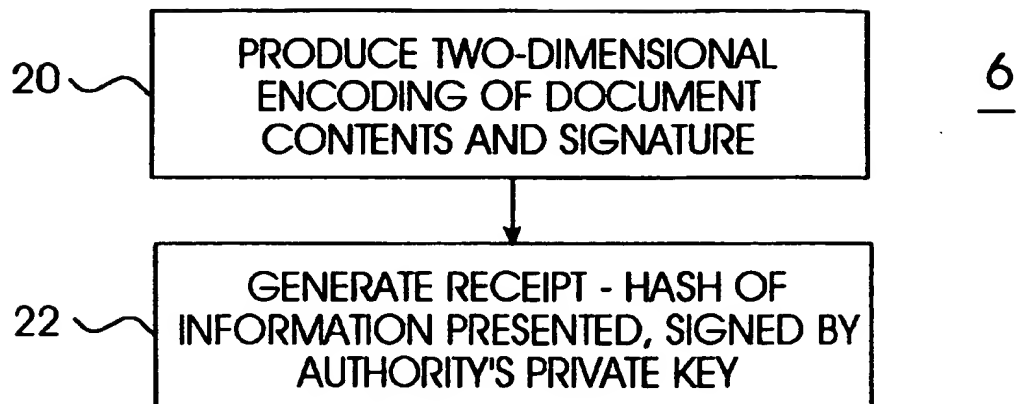 20
PRODUCE TWO-DIMENSIONAL
ENCODING OF DOCUMENT
CONTENTS AND SIGNATURE
6
22
GENERATE RECEIPT - HASH OF
INFORMATION PRESENTED, SIGNED BY
AUTHORITY'S PRIVATE KEY